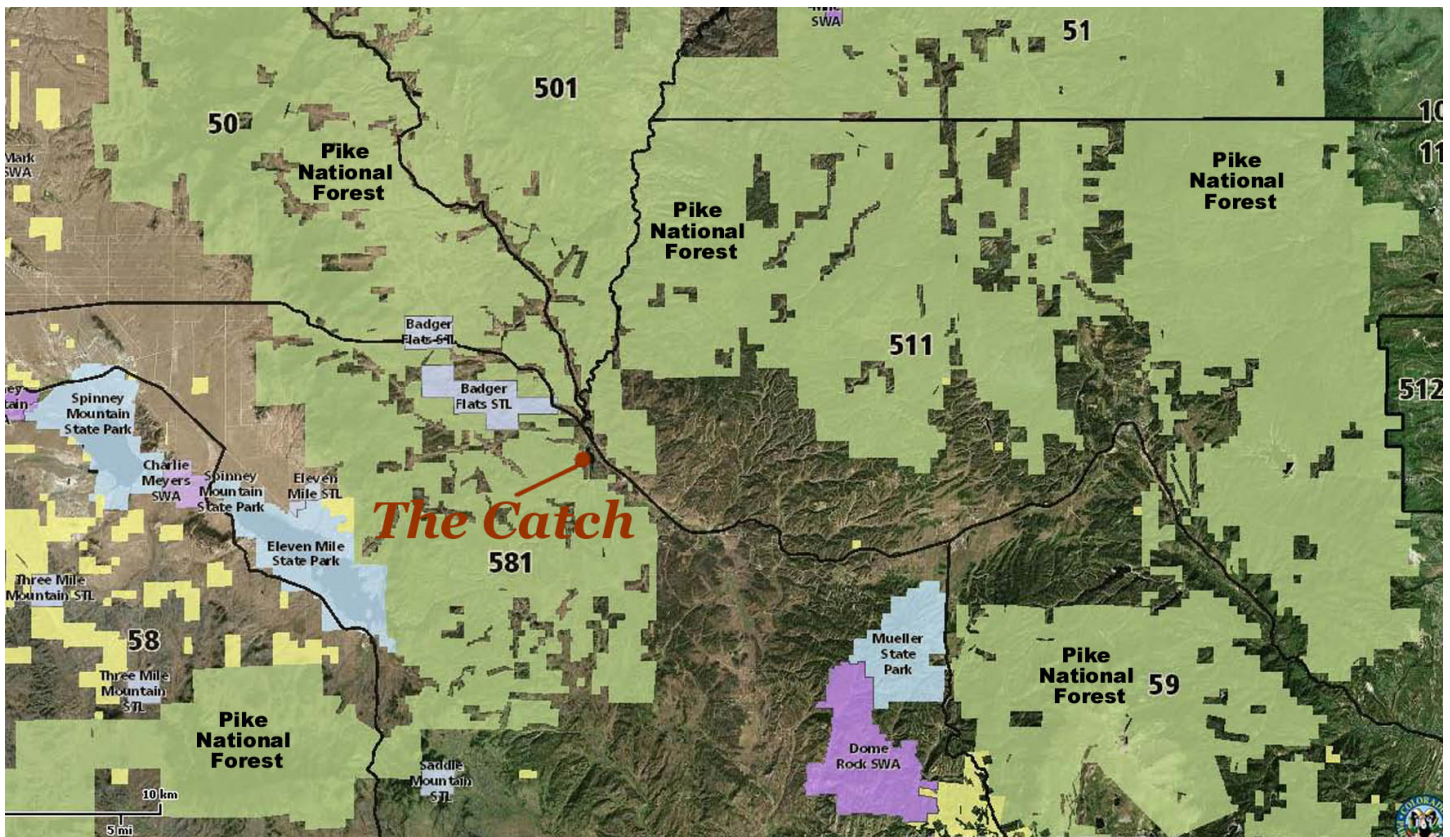 SWA
51
501
50
10
11
Mark
SWA
Pike
National
Forest
Pike
National
Forest
Pike
National
Forest
Badger
Flats STL
511
512
Badger
Flats STL
Spinney
Mountain
State Park
Charlie
Meyers
SWA
Spinney
Mountain
State Park
Eleven
Mile STL
The Catch
Eleven Mile
State Park
581
Three Mile
Mountain STL
58
Mueller
State
Park
Pike
National
Forest
59
Three Mile
Mountain
STL
Pike
National
Forest
Dome
Rock SWA
Saddle
Mountain
STL
10 km
5 mi